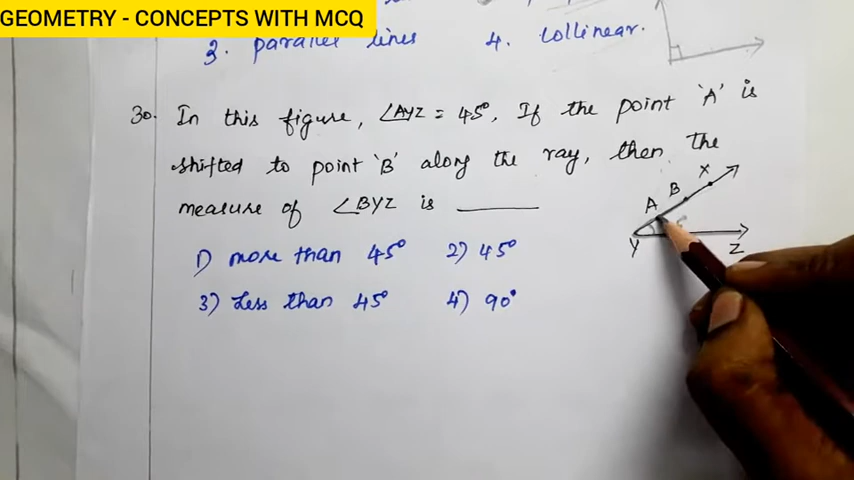 GEOMETRY - CONCEPTS WITH MCQ
3. parallel lines 4. Collinear.
30. In this figure, ∠AYZ = 45°. If the point 'A' is
shifted to point 'B' along the ray, then the
measure of ∠BYZ is ________
X
B
A
Y Z
1) more than 45° 2) 45°
3) Less than 45° 4) 90°